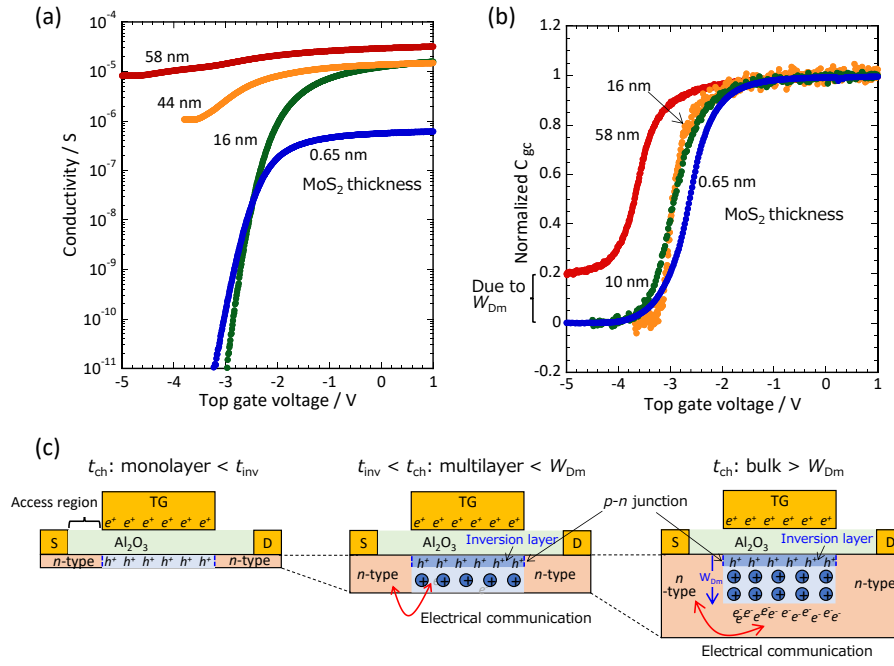 (a)
10⁻⁴
10⁻⁵
10⁻⁶
10⁻⁷
10⁻⁸
10⁻⁹
10⁻¹⁰
10⁻¹¹
Conductivity / S
58 nm
44 nm
16 nm
0.65 nm
MoS₂ thickness
-5 -4 -3 -2 -1 0 1
Top gate voltage / V
(b)
1.0
0.8
0.6
0.4
0.2
0
-0.2
Normalized C gc
16 nm
58 nm
0.65 nm
MoS₂ thickness
10 nm
Due to
W_Dm
-5 -4 -3 -2 -1 0 1
Top gate voltage / V
(c)
t_ch: monolayer < t_inv
Access region
TG
e⁺ e⁺ e⁺ e⁺ e⁺ e⁺
S Al₂O₃ D
n-type h⁺ h⁺ h⁺ h⁺ h⁺ h⁺ n-type
t_inv < t_ch: multilayer < W_Dm
TG
e⁺ e⁺ e⁺ e⁺ e⁺ e⁺
S Al₂O₃ D
Inversion layer
h⁺ h⁺ h⁺ h⁺ h⁺ h⁺
n-type + + + + + n-type
Electrical communication
p-n junction
t_ch: bulk > W_Dm
TG
e⁺ e⁺ e⁺ e⁺ e⁺ e⁺
S Al₂O₃ D
Inversion layer
h⁺ h⁺ h⁺ h⁺ h⁺ h⁺
W_Dm
+ + + + +
+ + + + +
n
-type
n-type
e⁻ e⁻ e⁻ e⁻ e⁻ e⁻ e⁻
Electrical communication